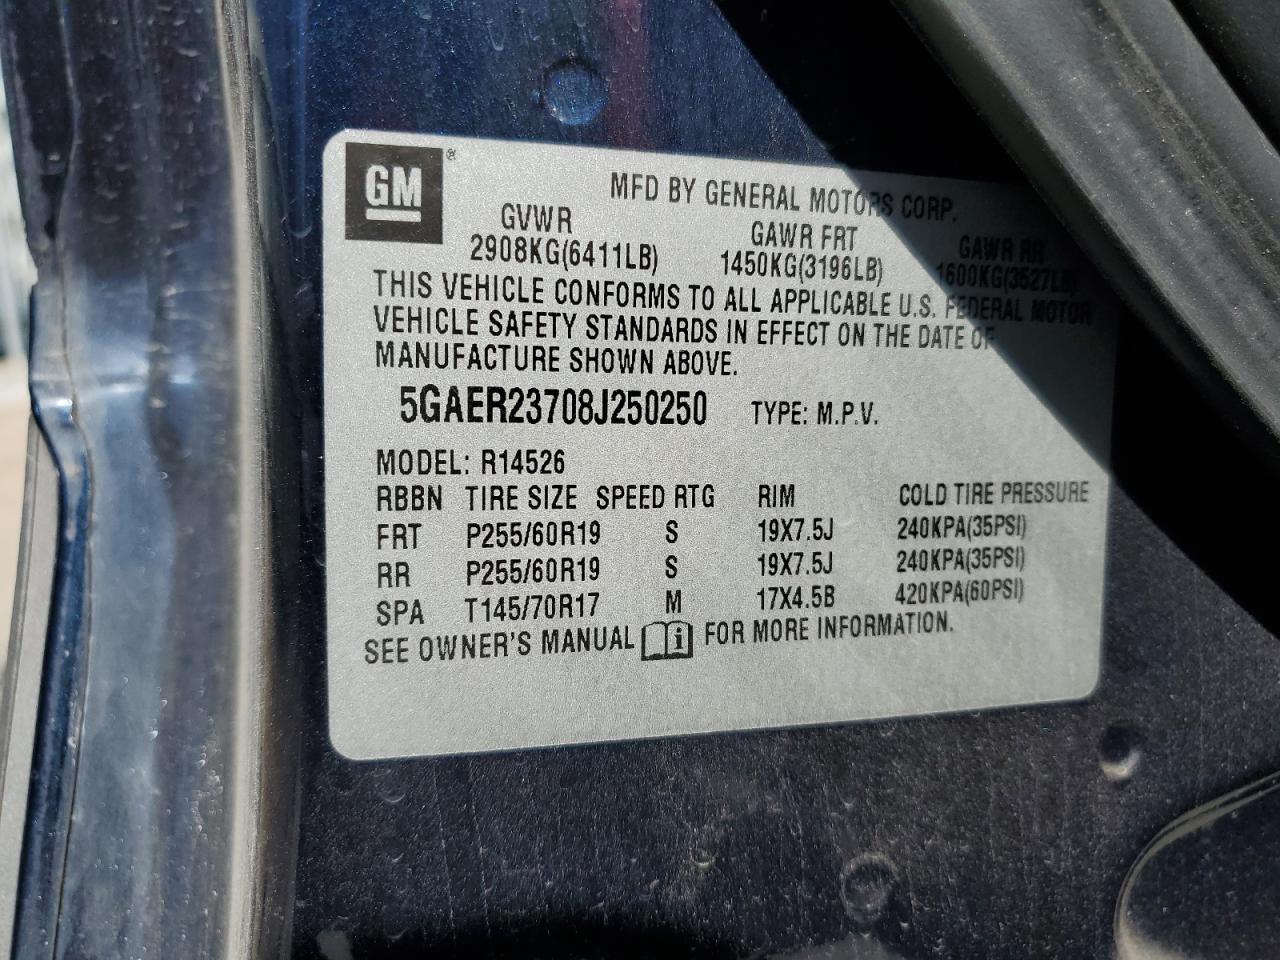 GM ®
MFD BY GENERAL MOTORS CORP.
GVWR GAWR FRT GAWR RR
2908KG(6411LB) 1450KG(3196LB) 1600KG(3527LB)
THIS VEHICLE CONFORMS TO ALL APPLICABLE U.S. FEDERAL MOTOR
VEHICLE SAFETY STANDARDS IN EFFECT ON THE DATE OF
MANUFACTURE SHOWN ABOVE.
5GAER23708J250250 TYPE: M.P.V.
MODEL: R14526
RBBN TIRE SIZE SPEED RTG RIM COLD TIRE PRESSURE
FRT P255/60R19 S 19X7.5J 240KPA(35PSI)
RR P255/60R19 S 19X7.5J 240KPA(35PSI)
SPA T145/70R17 M 17X4.5B 420KPA(60PSI)
SEE OWNER'S MANUAL i FOR MORE INFORMATION.